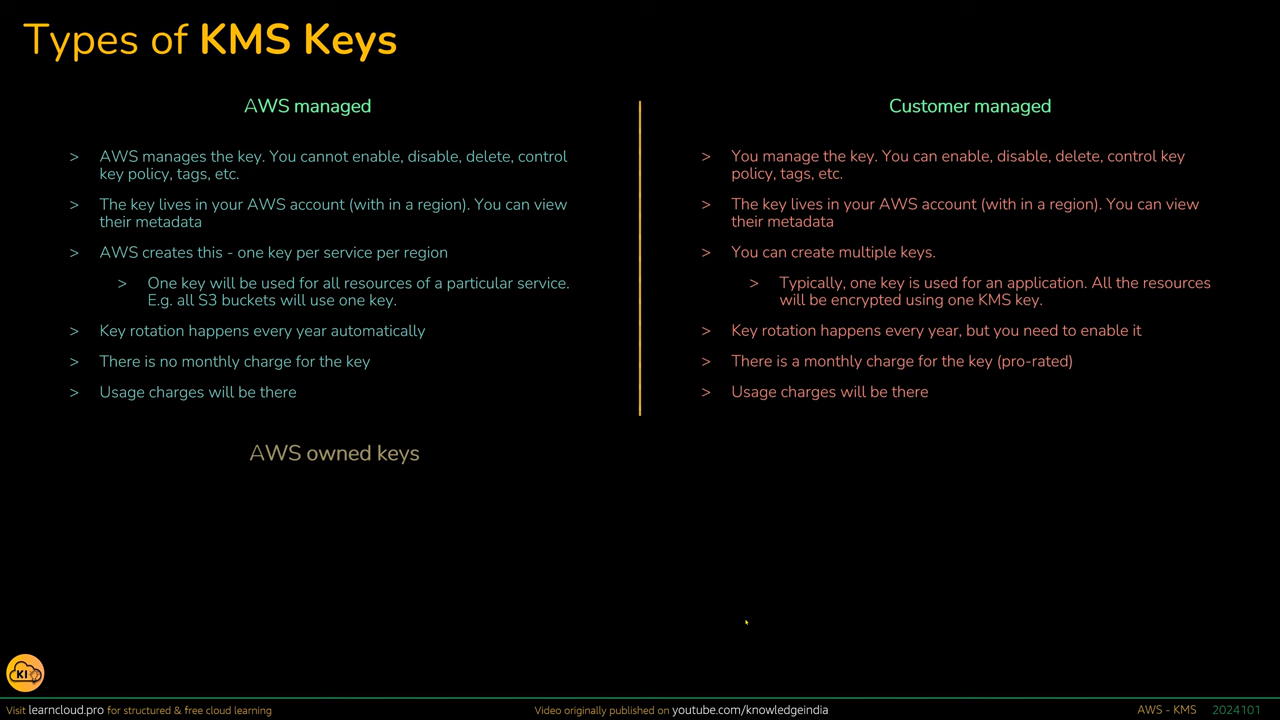 Types of KMS Keys
AWS managed
> AWS manages the key. You cannot enable, disable, delete, control
key policy, tags, etc.
> The key lives in your AWS account (with in a region). You can view
their metadata
> AWS creates this - one key per service per region
> One key will be used for all resources of a particular service.
E.g. all S3 buckets will use one key.
> Key rotation happens every year automatically
> There is no monthly charge for the key
> Usage charges will be there
Customer managed
> You manage the key. You can enable, disable, delete, control key
policy, tags, etc.
> The key lives in your AWS account (with in a region). You can view
their metadata
> You can create multiple keys.
> Typically, one key is used for an application. All the resources
will be encrypted using one KMS key.
> Key rotation happens every year, but you need to enable it
> There is a monthly charge for the key (pro-rated)
> Usage charges will be there
AWS owned keys
KI
Visit learncloud.pro for structured & free cloud learning
Video originally published on youtube.com/knowledgeindia
AWS - KMS 2024101